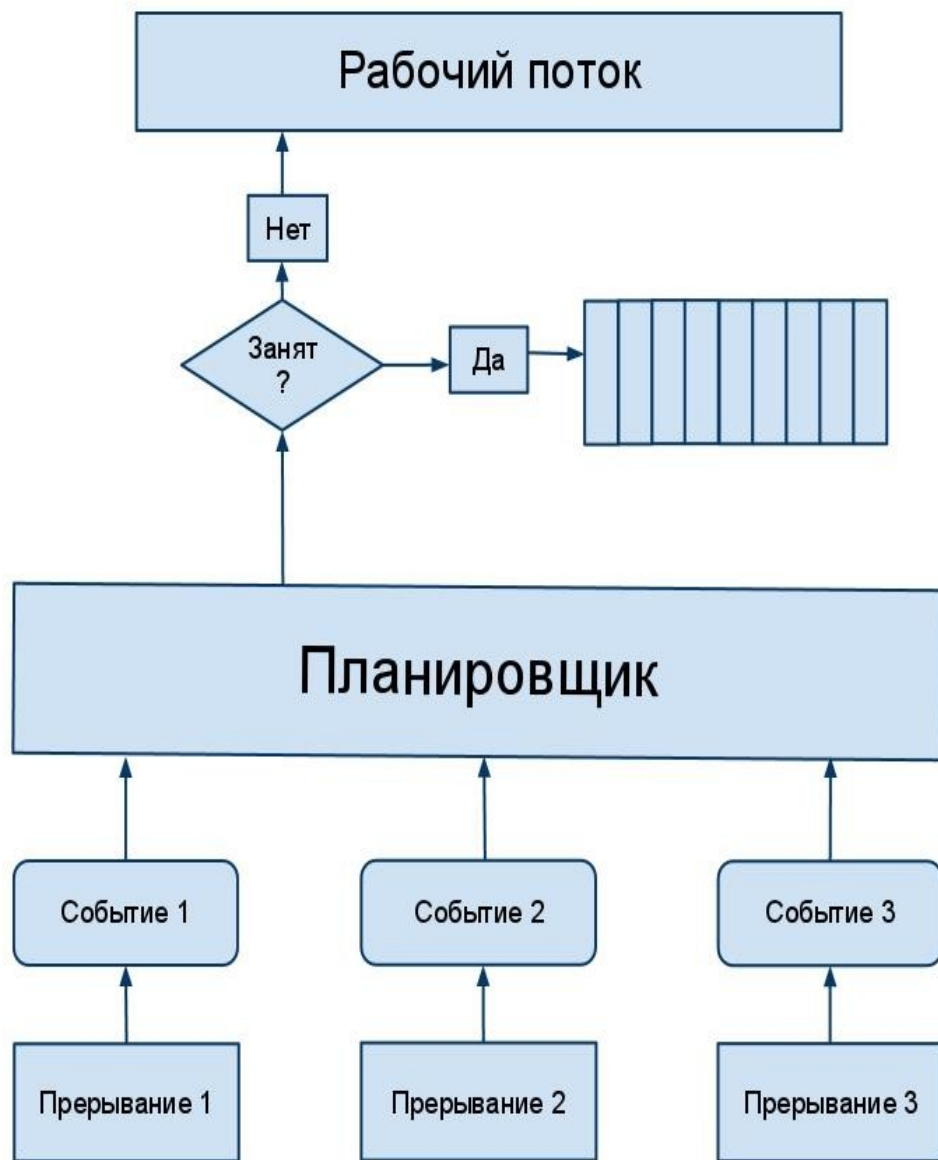 Рабочий поток
Нет
Занят
?
Да
Планировщик
Событие 1
Событие 2
Событие 3
Прерывание 1
Прерывание 2
Прерывание 3